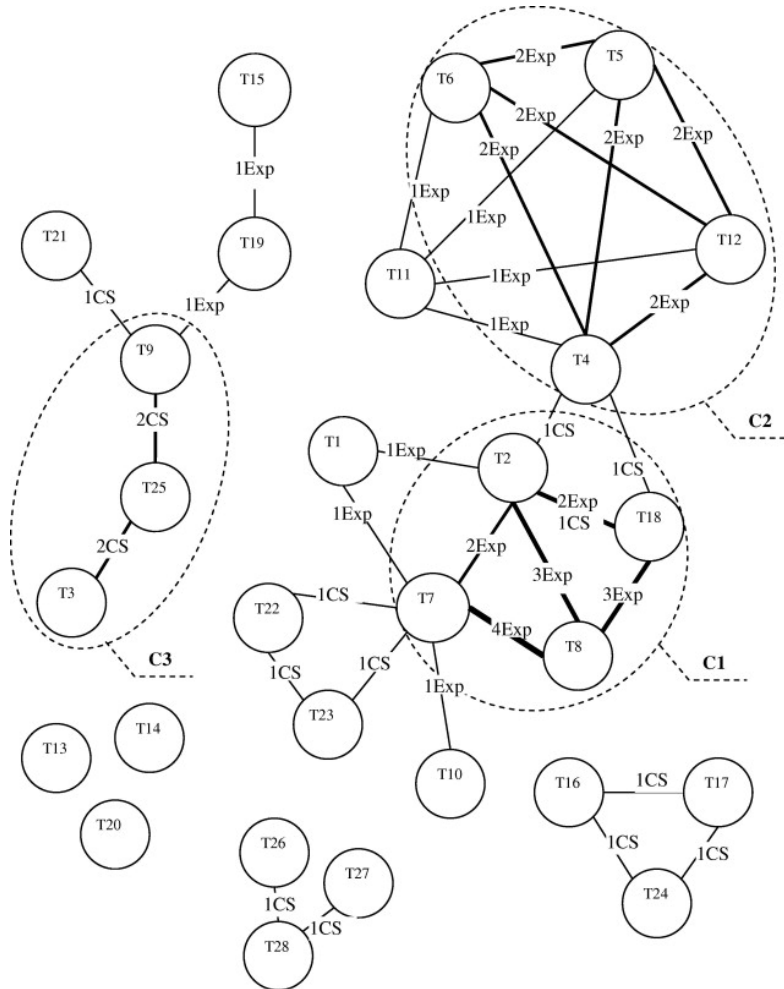 T15
T6
2Exp
T5
2Exp
2Exp
2Exp
2Exp
1Exp
1Exp
1Exp
T21
T19
T12
T11
1Exp
1CS
1Exp
2Exp
1Exp
T9
T4
C2
2CS
1CS
T1
1Exp
T2
1CS
T25
2Exp
1CS
T18
1Exp
2Exp
2CS
3Exp
3Exp
T3
T22
1CS
T7
4Exp
T8
C3
1CS
1CS
C1
1Exp
T23
T14
T13
T10
T16
1CS
T17
T20
T26
1CS
1CS
T27
T24
1CS
1CS
T28